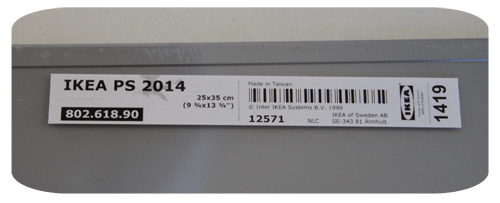 IKEA PS 2014
25x35 cm
(9 ¾x13 ¾")
802.618.90
Made in Taiwan
© Inter IKEA Systems B.V. 1999
12571 NLC
IKEA of Sweden AB
SE-343 81 Älmhult
IKEA
1419